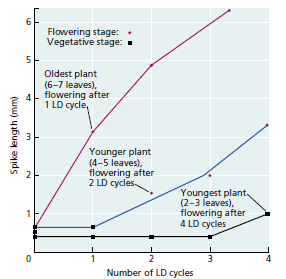 6
Flowering stage:
Vegetative stage:
5
Oldest plant
(6–7 leaves),
flowering after
1 LD cycle
4
Spike length (mm)
3
Younger plant
(4–5 leaves),
flowering after
2 LD cycles
2
Youngest plant
(2–3 leaves),
flowering after
4 LD cycles
1
0
1
2
3
4
Number of LD cycles